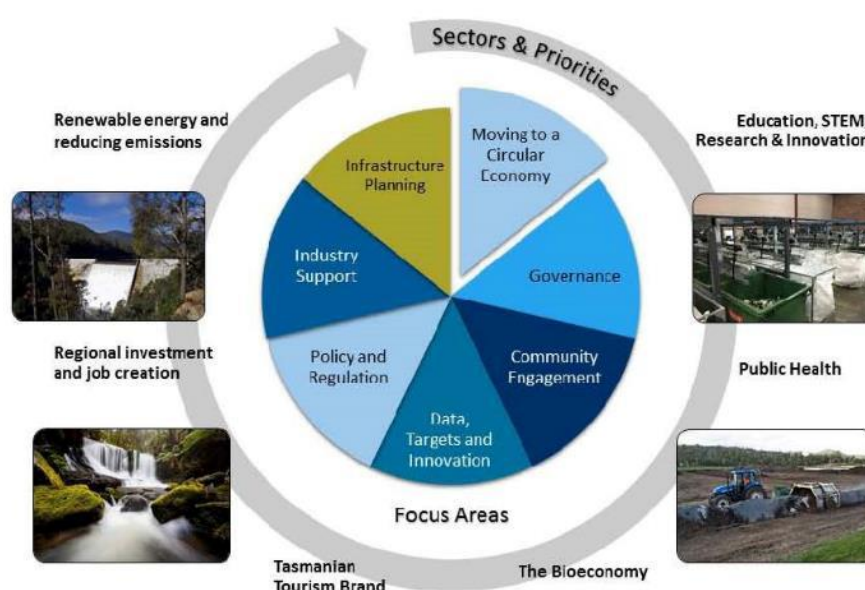 Sectors & Priorities
Renewable energy and
reducing emissions
Education, STEM
Research & Innovation
Moving to a
Circular
Economy
Infrastructure
Planning
Industry
Support
Governance
Regional investment
and job creation
Policy and
Regulation
Community
Engagement
Public Health
Data,
Targets and
Innovation
Focus Areas
Tasmanian
Tourism Brand
The Bioeconomy